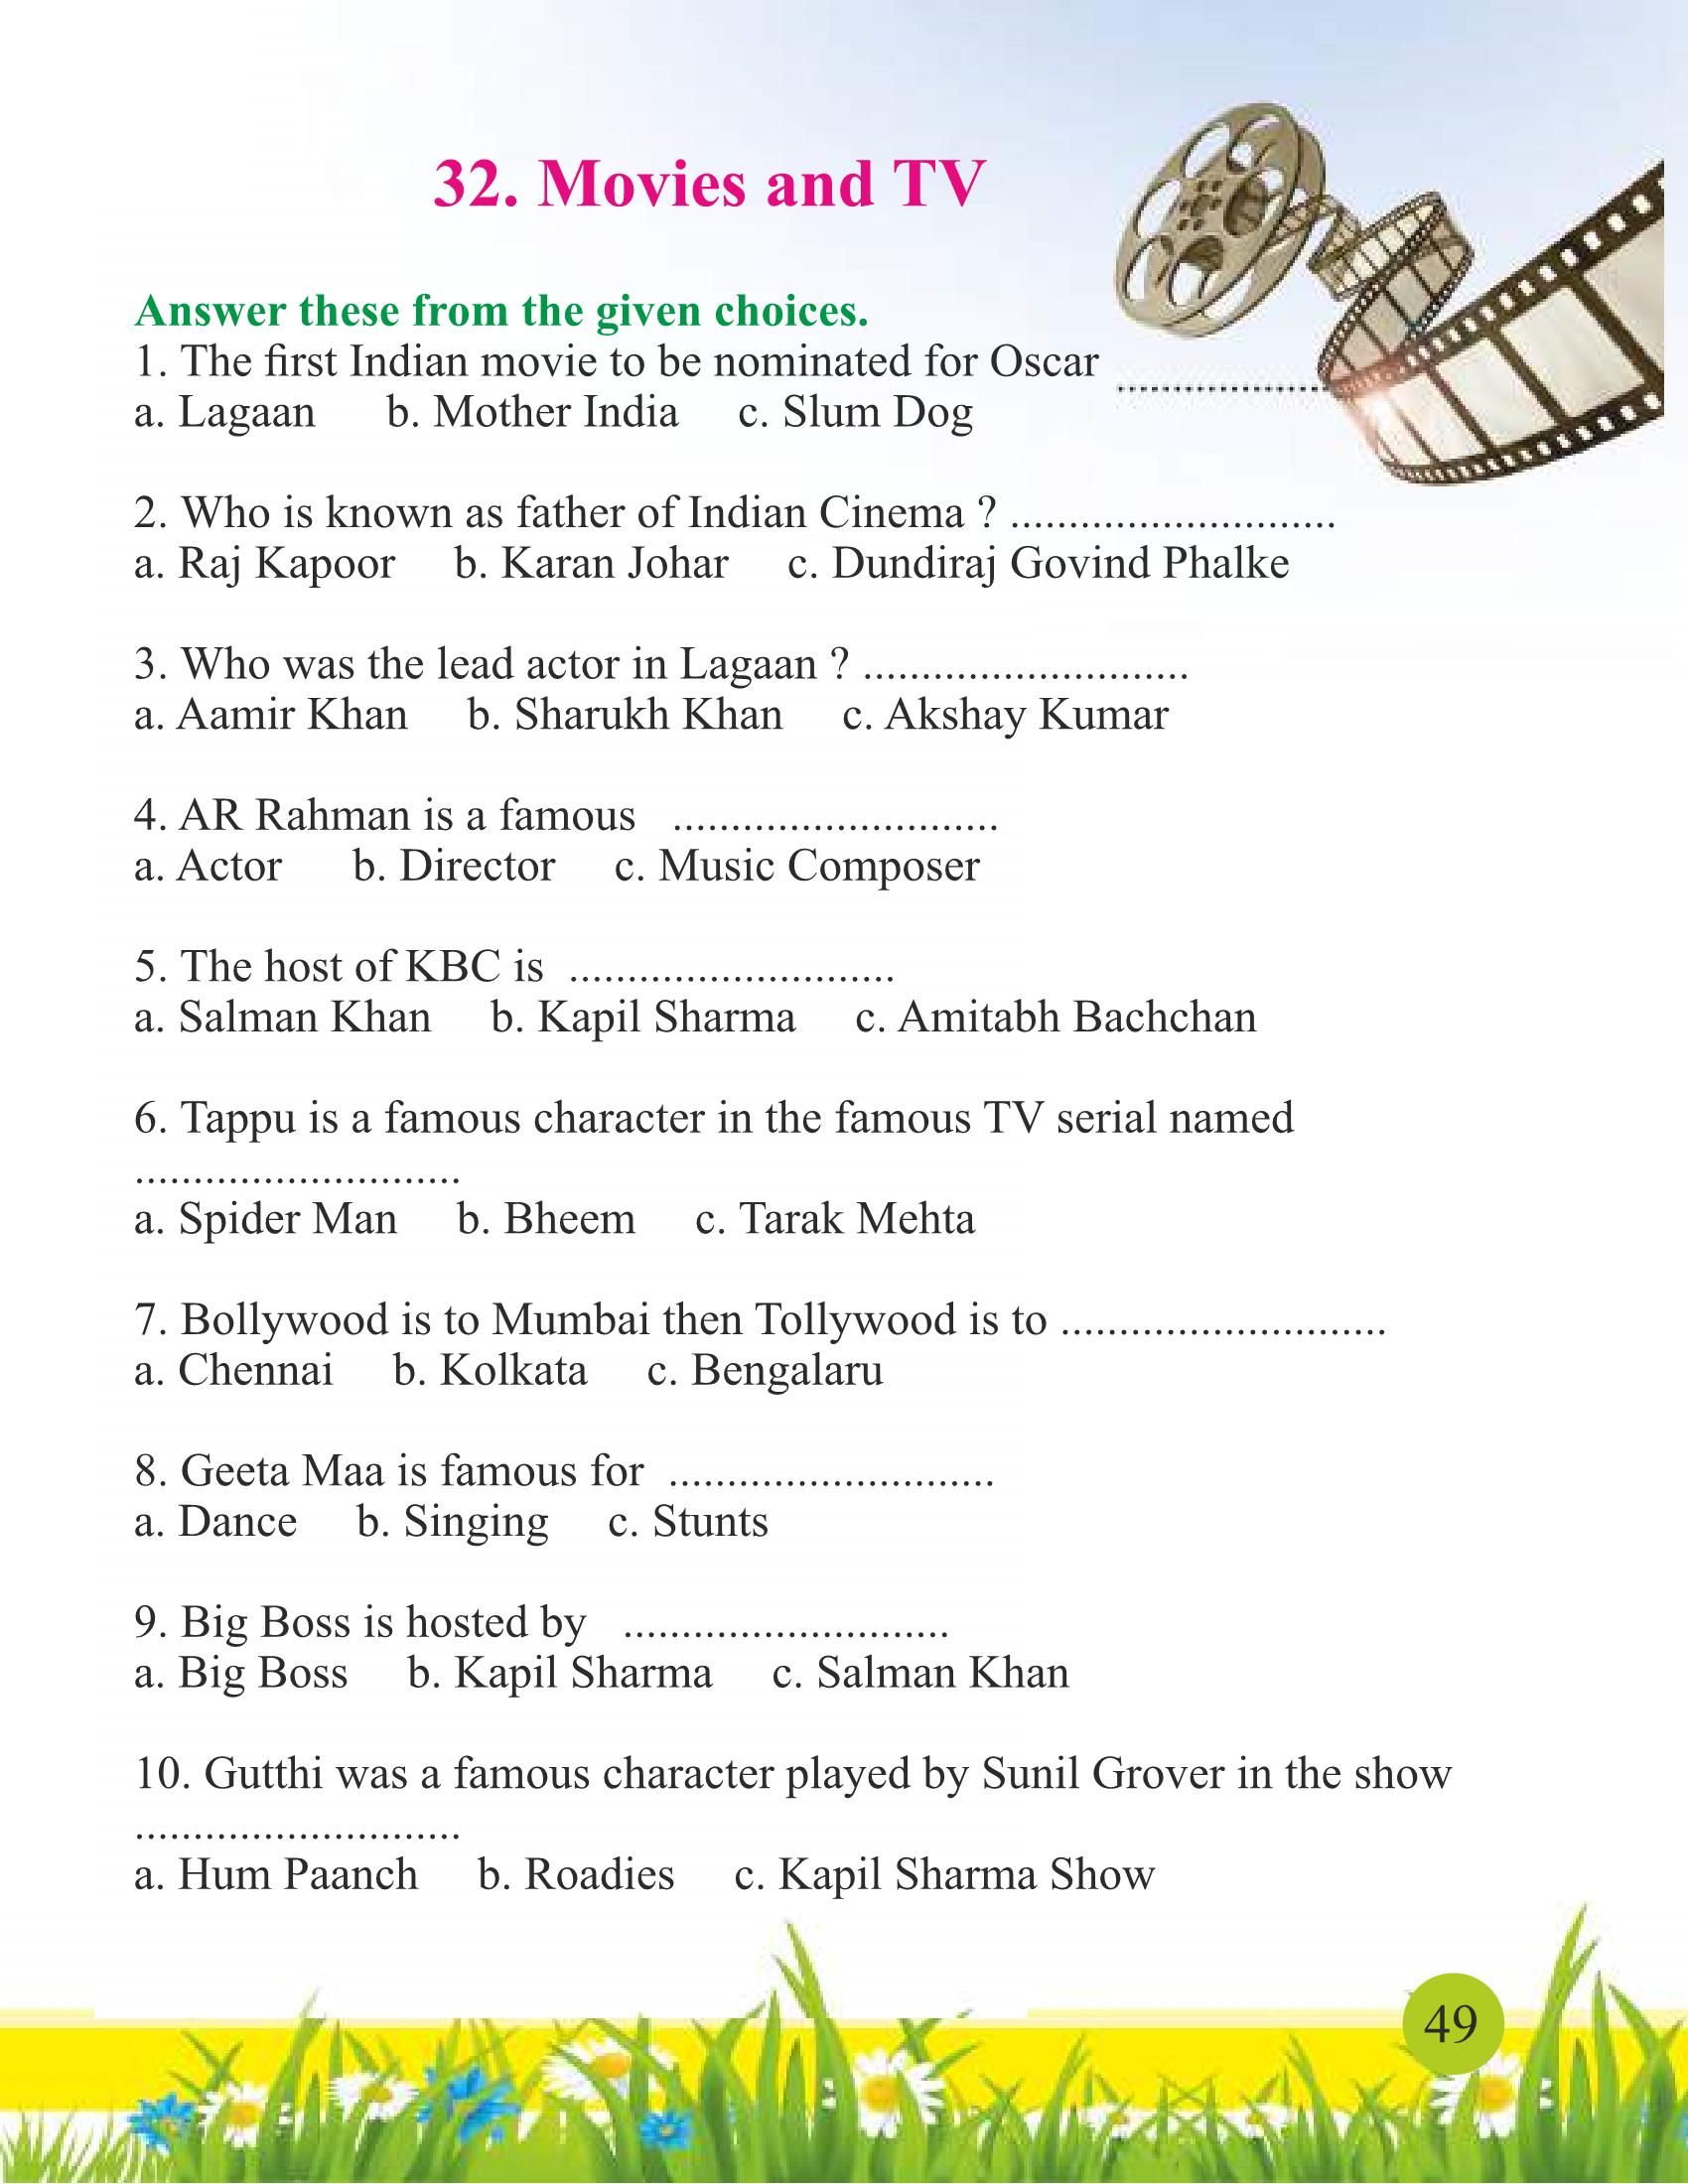 32. Movies and TV
Answer these from the given choices.
1. The first Indian movie to be nominated for Oscar ...........................
a. Lagaan b. Mother India c. Slum Dog
2. Who is known as father of Indian Cinema ? ............................
a. Raj Kapoor b. Karan Johar c. Dundiraj Govind Phalke
3. Who was the lead actor in Lagaan ? ............................
a. Aamir Khan b. Sharukh Khan c. Akshay Kumar
4. AR Rahman is a famous ............................
a. Actor b. Director c. Music Composer
5. The host of KBC is ............................
a. Salman Khan b. Kapil Sharma c. Amitabh Bachchan
6. Tappu is a famous character in the famous TV serial named
............................
a. Spider Man b. Bheem c. Tarak Mehta
7. Bollywood is to Mumbai then Tollywood is to ............................
a. Chennai b. Kolkata c. Bengalaru
8. Geeta Maa is famous for ............................
a. Dance b. Singing c. Stunts
9. Big Boss is hosted by ............................
a. Big Boss b. Kapil Sharma c. Salman Khan
10. Gutthi was a famous character played by Sunil Grover in the show
............................
a. Hum Paanch b. Roadies c. Kapil Sharma Show
49